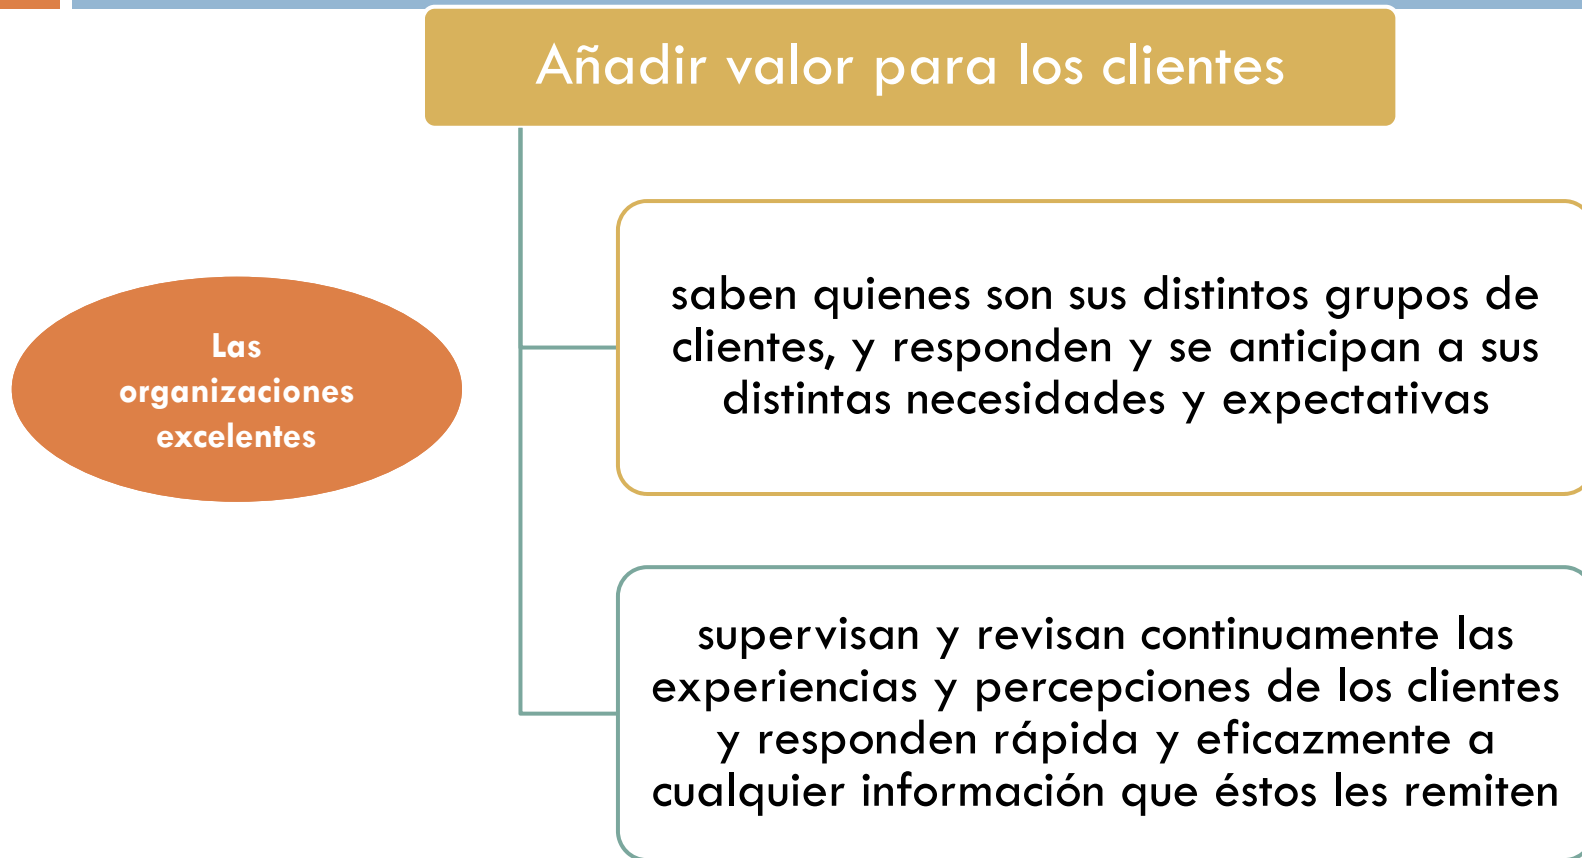 Añadir valor para los clientes
Las
organizaciones
excelentes
saben quienes son sus distintos grupos de
clientes, y responden y se anticipan a sus
distintas necesidades y expectativas
supervisan y revisan continuamente las
experiencias y percepciones de los clientes
y responden rápida y eficazmente a
cualquier información que éstos les remiten